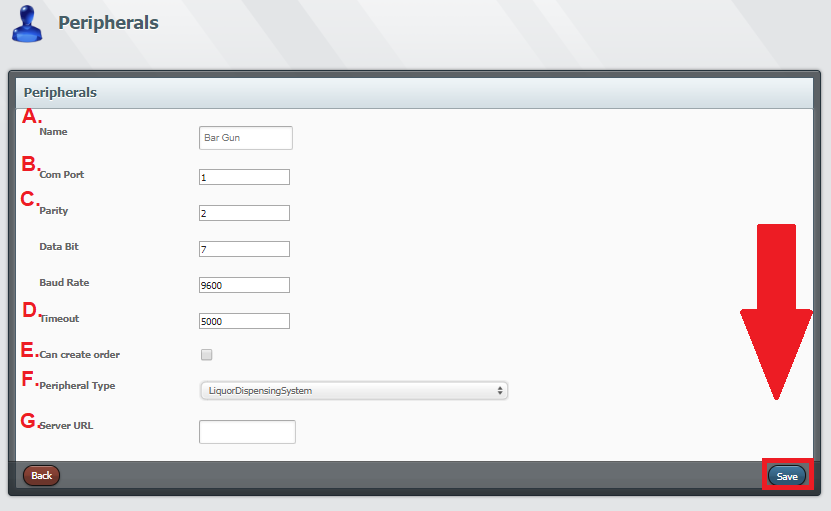 Peripherals
Peripherals
A.
Name
Bar Gun
B.
Com Port
1
C.
Parity
2
Data Bit
7
Baud Rate
9600
D.
Timeout
5000
E.
Can create order
F.
Peripheral Type
LiquorDispensingSystem
G.
Server URL
Back
Save